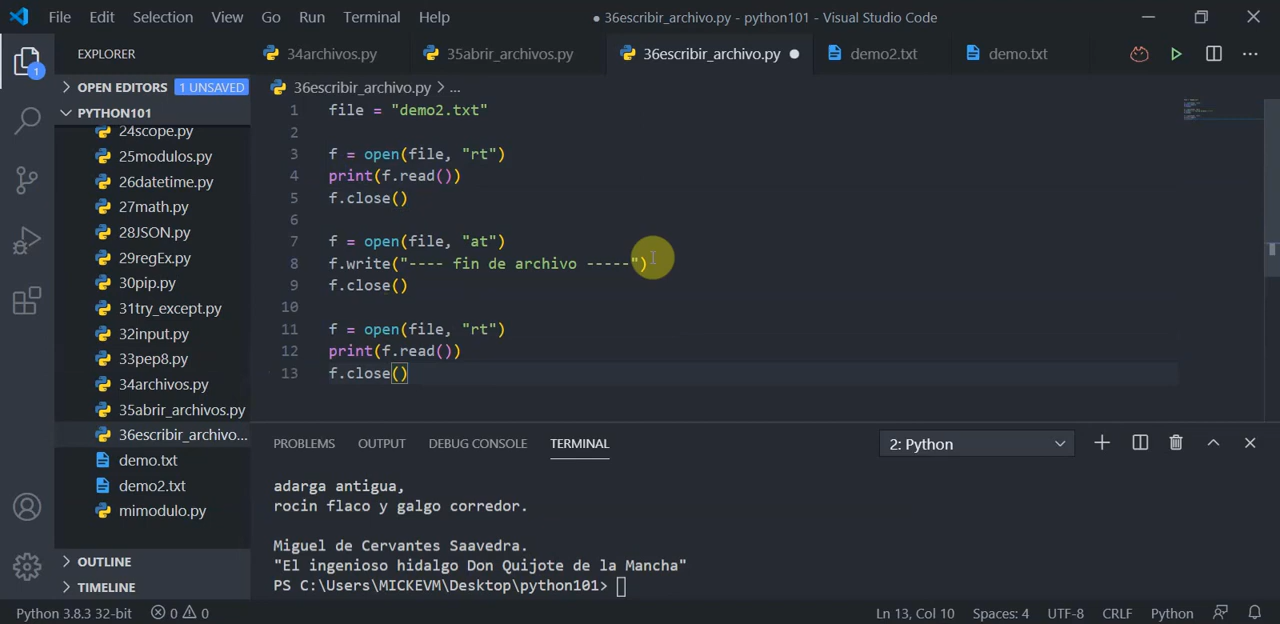 File Edit Selection View Go Run Terminal Help ● 36escribir_archivo.py - python101 - Visual Studio Code
EXPLORER
34archivos.py 35abrir_archivos.py 36escribir_archivo.py demo2.txt demo.txt
1
OPEN EDITORS 1 UNSAVED
36escribir_archivo.py > ...
PYTHON101
24scope.py
25modulos.py
26datetime.py
27math.py
28JSON.py
29regEx.py
30pip.py
31try_except.py
32input.py
33pep8.py
34archivos.py
35abrir_archivos.py
36escribir_archivo...
demo.txt
demo2.txt
mimodulo.py
OUTLINE
TIMELINE
1 file = "demo2.txt"
2
3 f = open(file, "rt")
4 print(f.read())
5 f.close()
6
7 f = open(file, "at")
8 f.write("---- fin de archivo -----")
9 f.close()
10
11 f = open(file, "rt")
12 print(f.read())
13 f.close()
PROBLEMS OUTPUT DEBUG CONSOLE TERMINAL 2: Python
adarga antigua,
rocin flaco y galgo corredor.
Miguel de Cervantes Saavedra.
"El ingenioso hidalgo Don Quijote de la Mancha"
PS C:\Users\MICKEVM\Desktop\python101>
Python 3.8.3 32-bit 0 0 Ln 13, Col 10 Spaces: 4 UTF-8 CRLF Python